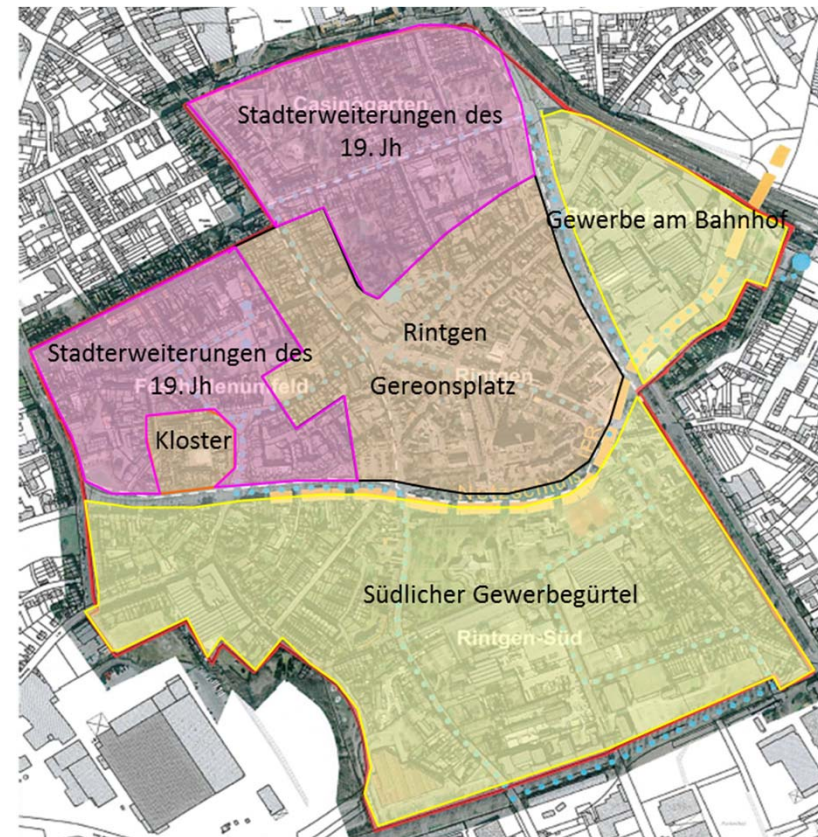 Casinogarten
Stadterweiterungen des
19. Jh
Gewerbe am Bahnhof
Rintgen
Stadterweiterungen des
19. Jh
Gereonsplatz
Rintgen
Kloster
Südlicher Gewerbegürtel
Rintgen-Süd